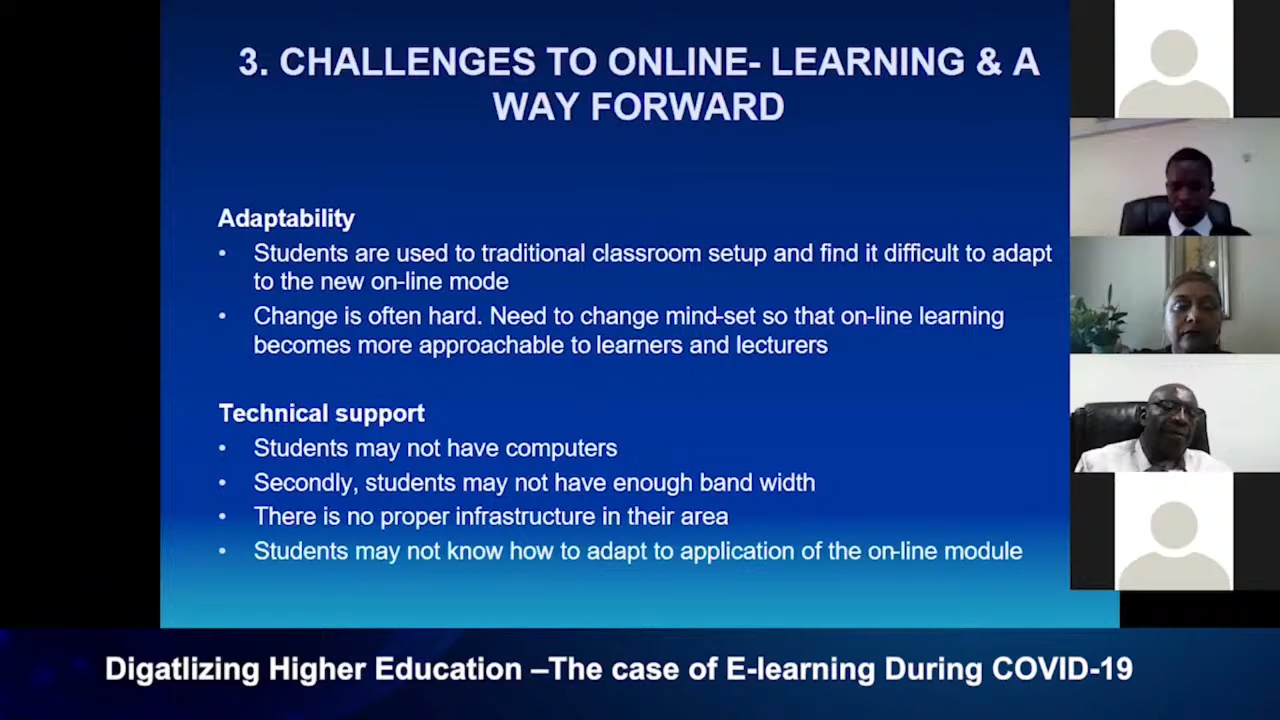 3. CHALLENGES TO ONLINE- LEARNING & A
WAY FORWARD
Adaptability
• Students are used to traditional classroom setup and find it difficult to adapt
to the new on-line mode
• Change is often hard. Need to change mind-set so that on-line learning
becomes more approachable to learners and lecturers
Technical support
• Students may not have computers
• Secondly, students may not have enough band width
• There is no proper infrastructure in their area
• Students may not know how to adapt to application of the on-line module
Digatlizing Higher Education –The case of E-learning During COVID-19